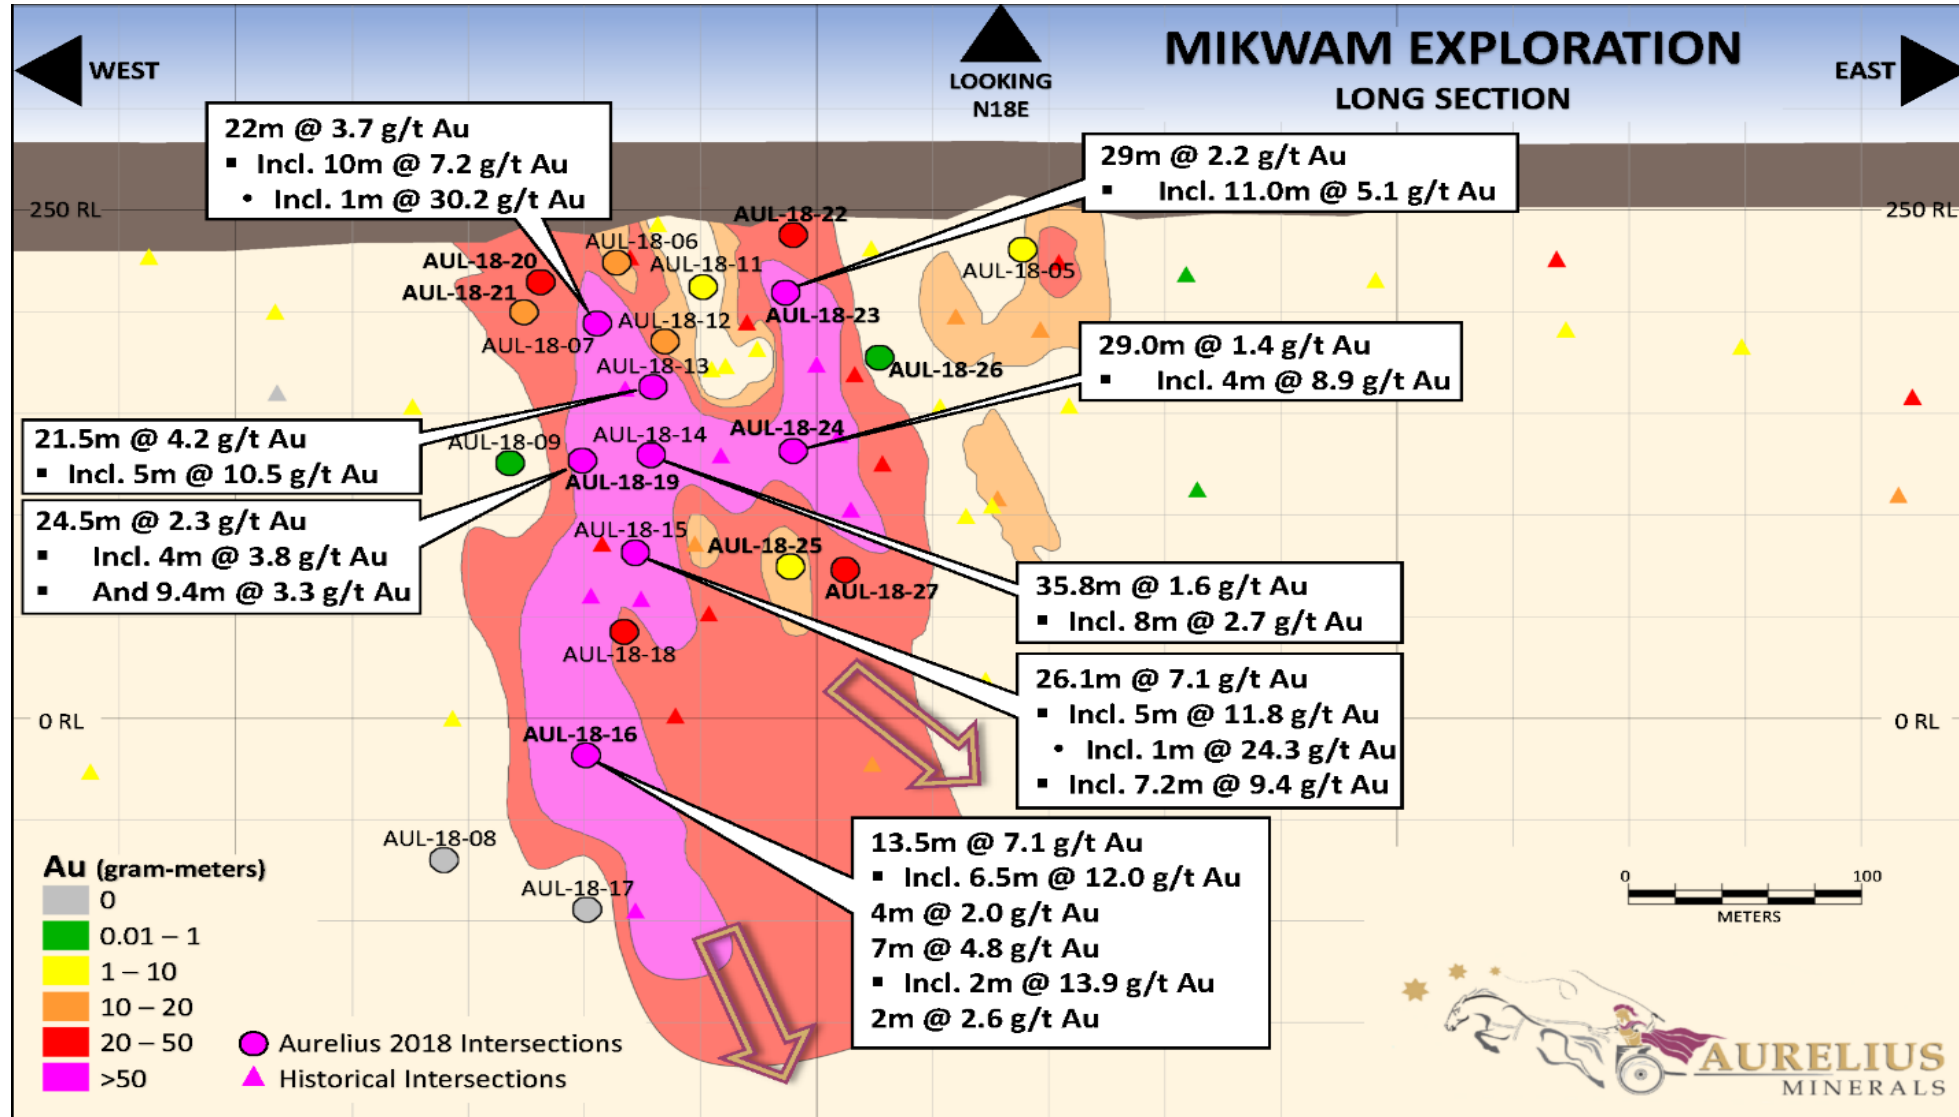 MIKWAM EXPLORATION
LONG SECTION
WEST
LOOKING
N18E
EAST
22m @ 3.7 g/t Au
▪ Incl. 10m @ 7.2 g/t Au
• Incl. 1m @ 30.2 g/t Au
29m @ 2.2 g/t Au
▪ Incl. 11.0m @ 5.1 g/t Au
250 RL
250 RL
AUL-18-22
AUL-18-06
AUL-18-20
AUL-18-11
AUL-18-05
AUL-18-21
AUL-18-12
AUL-18-23
AUL-18-07
AUL-18-13
AUL-18-26
29.0m @ 1.4 g/t Au
▪ Incl. 4m @ 8.9 g/t Au
21.5m @ 4.2 g/t Au
▪ Incl. 5m @ 10.5 g/t Au
AUL-18-09
AUL-18-14
AUL-18-24
AUL-18-19
24.5m @ 2.3 g/t Au
▪ Incl. 4m @ 3.8 g/t Au
▪ And 9.4m @ 3.3 g/t Au
AUL-18-15
AUL-18-25
AUL-18-27
35.8m @ 1.6 g/t Au
▪ Incl. 8m @ 2.7 g/t Au
AUL-18-18
26.1m @ 7.1 g/t Au
▪ Incl. 5m @ 11.8 g/t Au
• Incl. 1m @ 24.3 g/t Au
▪ Incl. 7.2m @ 9.4 g/t Au
0 RL
0 RL
AUL-18-16
AUL-18-08
AUL-18-17
13.5m @ 7.1 g/t Au
▪ Incl. 6.5m @ 12.0 g/t Au
4m @ 2.0 g/t Au
7m @ 4.8 g/t Au
▪ Incl. 2m @ 13.9 g/t Au
2m @ 2.6 g/t Au
Au (gram-meters)
0
0.01 – 1
1 – 10
10 – 20
20 – 50
>50
Aurelius 2018 Intersections
Historical Intersections
0 100
METERS
AURELIUS
MINERALS